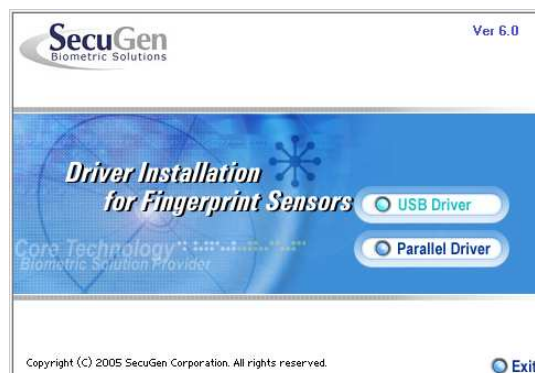 SecuGen
Biometric Solutions
Ver 6.0
Driver Installation
for Fingerprint Sensors
USB Driver
Parallel Driver
Core Technology
Biometric Solution Provider
Copyright (C) 2005 SecuGen Corporation. All rights reserved.
Exit